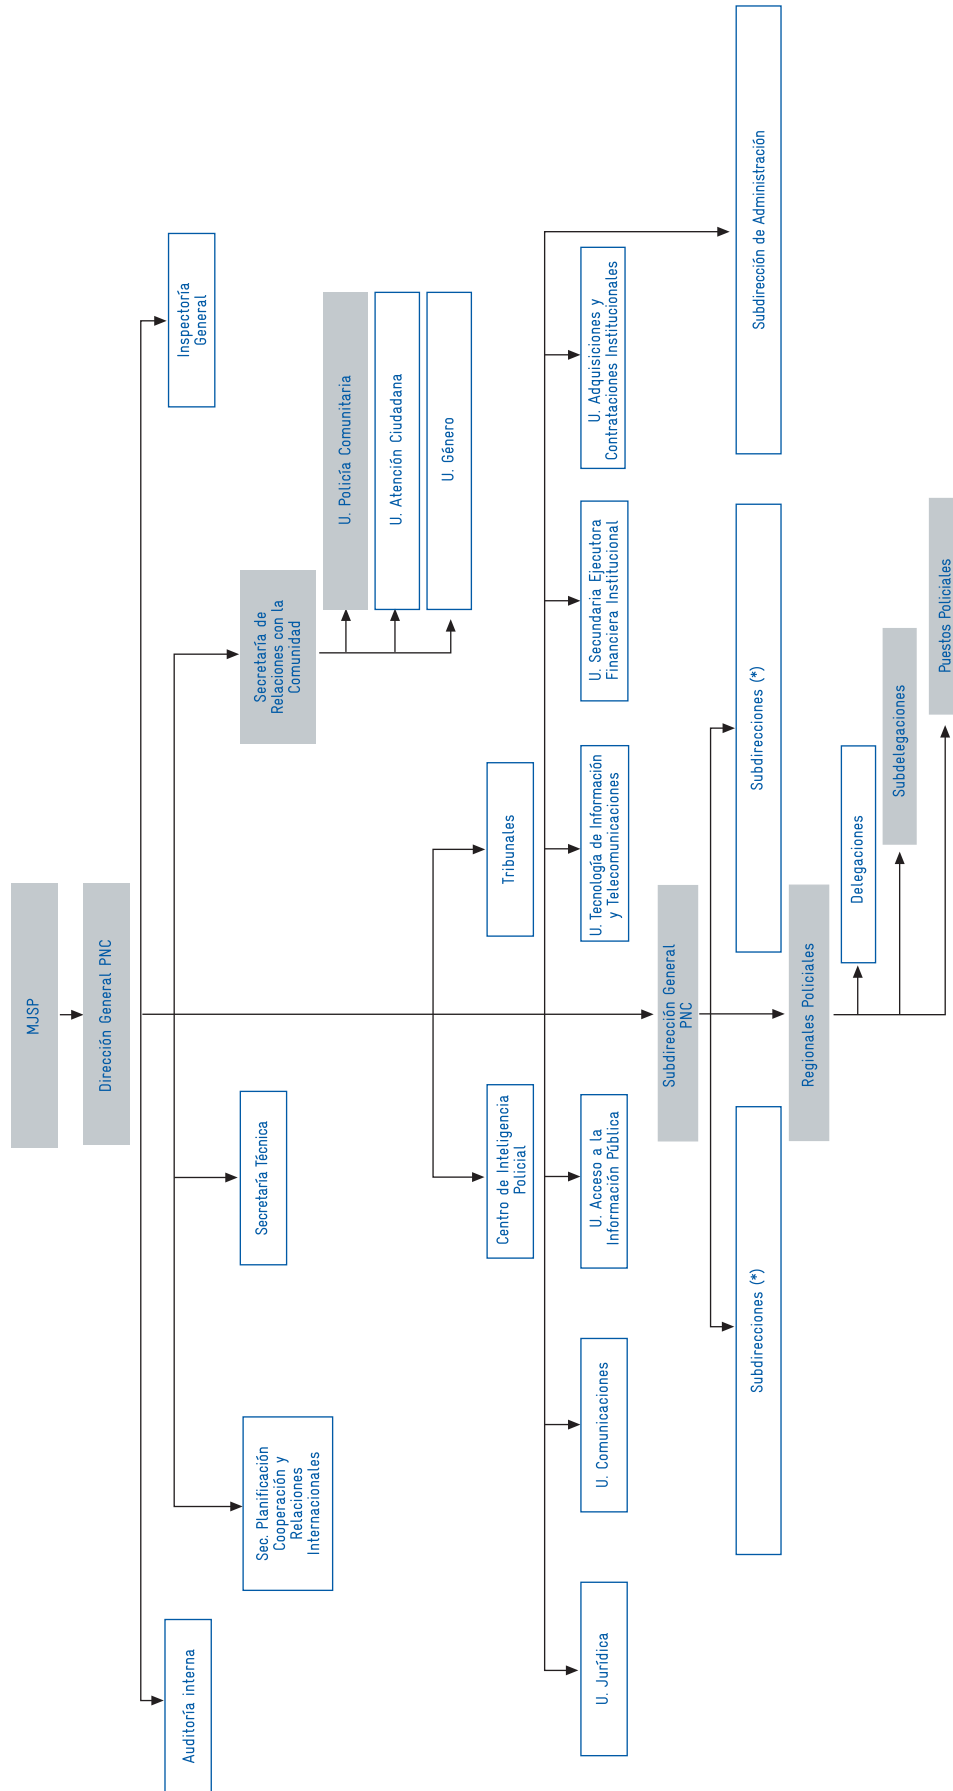 MJSP
Dirección General PNC
Auditoría interna
Inspectoría
General
Sec. Planificación
Cooperación y
Relaciones
Internacionales
Secretaría Técnica
Secretaría de
Relaciones con la
Comunidad
U. Policía Comunitaria
U. Atención Ciudadana
U. Género
Centro de Inteligencia
Policial
Tribunales
U. Jurídica
U. Comunicaciones
U. Acceso a la
Información Pública
U. Tecnología de Información
y Telecomunicaciones
U. Secundaria Ejecutora
Financiera Institucional
U. Adquisiciones y
Contrataciones Institucionales
Subdirección General
PNC
Subdirecciones (*)
Subdirecciones (*)
Subdirección de Administración
Regionales Policiales
Delegaciones
Subdelegaciones
Puestos Policiales